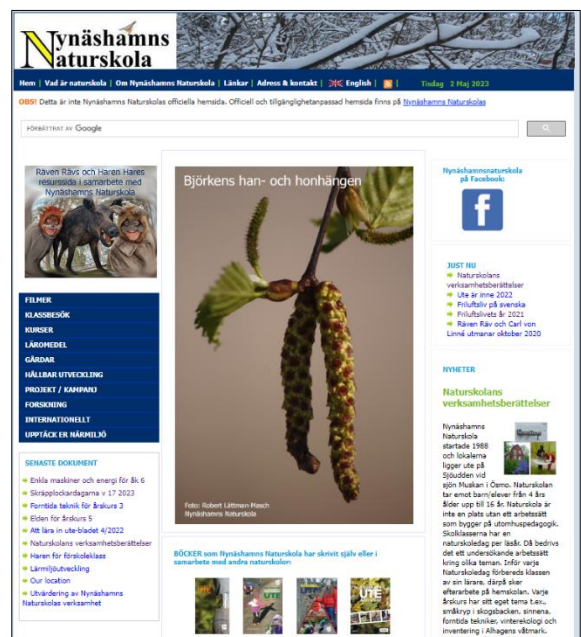 Nynäshamns
Naturskola
Hem | Vad är naturskola | Om Nynäshamns Naturskola | Länkar | Adress & kontakt | English | Tisdag 2 Maj 2023
OBS! Detta är inte Nynäshamns Naturskolas officiella hemsida. Officiell och tillgänglighetanpassad hemsida finns på Nynäshamns Naturskolas
FÖRBÄTTRAT AV Google
Räven Rävs och Haren Hares
resurssida i samarbete med
Nynäshamns Naturskola
FILMER
KLASSBESÖK
KURSER
LÄROMEDEL
GÅRDAR
HÅLLBAR UTVECKLING
PROJEKT / KAMPANJ
FORSKNING
INTERNATIONELLT
UPPTÄCK ER NÄRMILJÖ
SENASTE DOKUMENT
Enkla maskiner och energi för åk 6
Skräpplockardagarna v 17 2023
Forntida teknik för årskurs 3
Elden för årskurs 5
Att lära in ute-bladet 4/2022
Naturskolans verksamhetsberättelser
Haren för förskoleklass
Lärmiljöutveckling
Our location
Utvärdering av Nynäshamns
Naturskolas verksamhet
Björkens han- och honhängen
Foto: Robert Lättman-Masch
Nynäshamns Naturskola
BÖCKER som Nynäshamns Naturskola har skrivit själv eller i
samarbete med andra naturskolor:
UTE
UTE
Nynäshamnsnaturskola
på Facebook:
JUST NU
Naturskolans
verksamhetsberättelser
Ute är inne 2022
Friluftsliv på svenska
Friluftslivets år 2021
Räven Räv och Carl von
Linné utmanar oktober 2020
NYHETER
Naturskolans
verksamhetsberättelser
Nynäshamns
Naturskola
startade 1988
och lokalerna
ligger ute på
Sjöudden vid
sjön Muskan i Ösmo. Naturskolan
tar emot barn/elever från 4 års
ålder upp till 16 år. Naturskola är
inte en plats utan ett arbetssätt
som bygger på utomhuspedagogik.
Skolklasserna har en
naturskoledag per läsår. Då bedrivs
det ett undersökande arbetssätt
kring olika teman. Inför varje
Naturskoledag förbereds klassen
av sin lärare, därpå sker
efterarbete på hemskolan. Varje
årskurs har sitt eget tema t.ex.,
småkryp i skogsbacken, sinnena,
forntida tekniker, vinterekologi och
inventering i Alhagens våtmark.